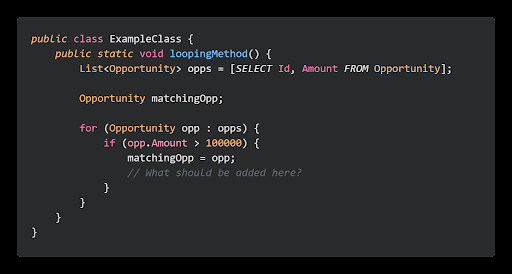 public class ExampleClass {
public static void loopingMethod() {
List<Opportunity> opps = [SELECT Id, Amount FROM Opportunity];
Opportunity matchingOpp;
for (Opportunity opp : opps) {
if (opp.Amount > 100000) {
matchingOpp = opp;
// What should be added here?
}
}
}
}